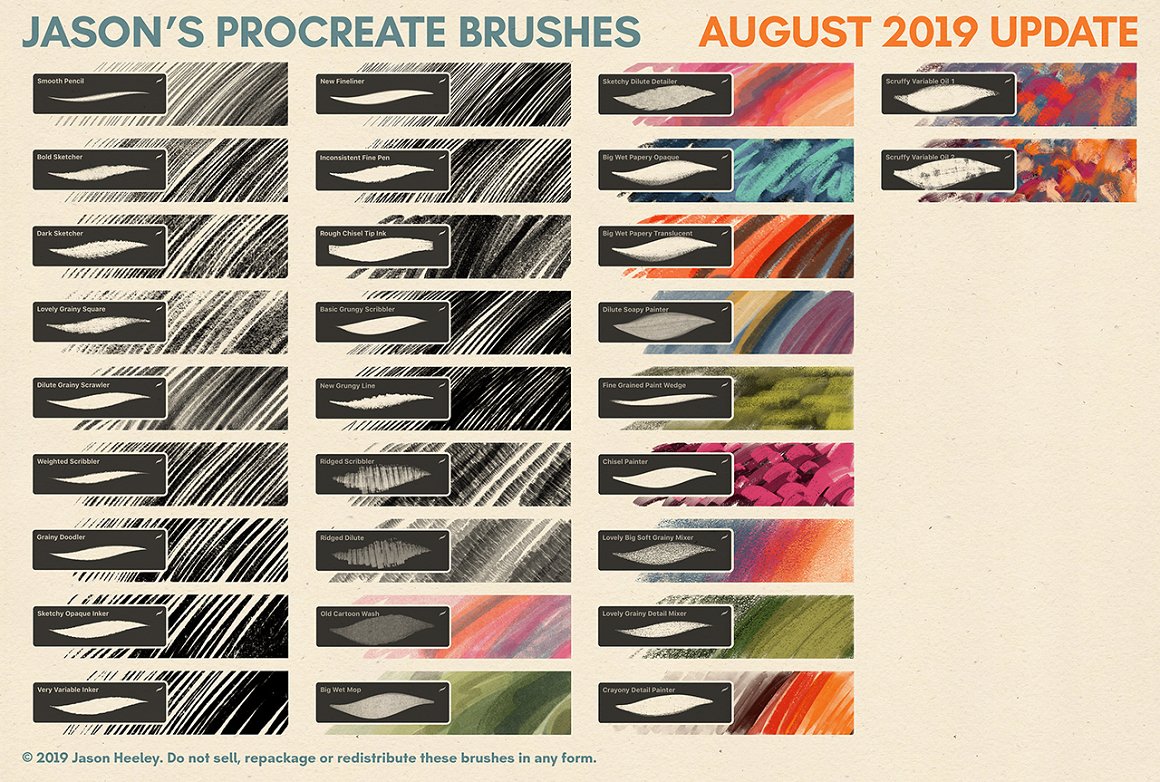 JASON'S PROCREATE BRUSHES
AUGUST 2019 UPDATE
Smooth Pencil
Bold Sketcher
Dark Sketcher
Lovely Grainy Square
Dilute Grainy Scrawler
Weighted Scribbler
Grainy Doodler
Sketchy Opaque Inker
Very Variable Inker
New Fineliner
Inconsistent Fine Pen
Rough Chisel Tip Ink
Basic Grungy Scribbler
New Grungy Line
Ridged Scribbler
Ridged Dilute
Old Cartoon Wash
Big Wet Mop
Sketchy Dilute Detailer
Big Wet Papery Opaque
Big Wet Papery Translucent
Dilute Soapy Painter
Fine Grained Paint Wedge
Chisel Painter
Lovely Big Soft Grainy Mixer
Lovely Grainy Detail Mixer
Crayony Detail Painter
Scruffy Variable Oil 1
Scruffy Variable Oil 2
© 2019 Jason Heeley. Do not sell, repackage or redistribute these brushes in any form.